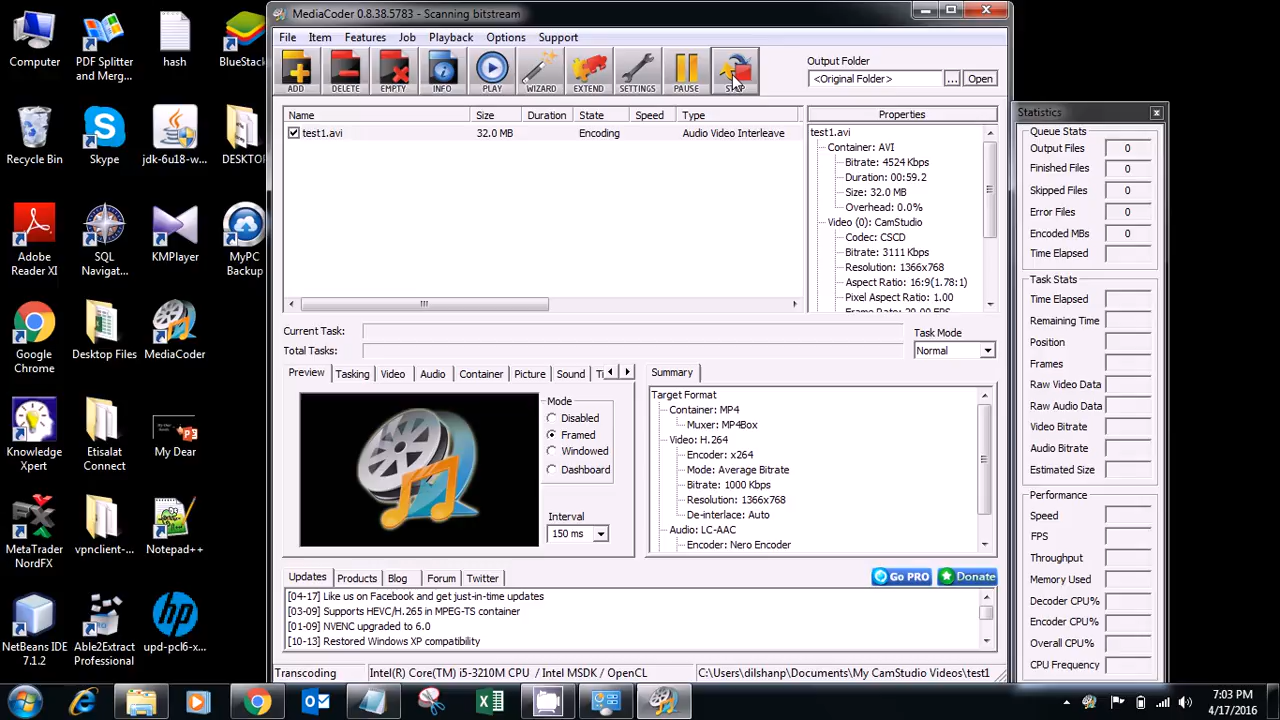 MediaCoder 0.8.38.5783 - Scanning bitstream
File Item Features Job Playback Options Support
ADD DELETE EMPTY INFO PLAY WIZARD EXTEND SETTINGS PAUSE
Output Folder
<Original Folder> ... Open
Name Size Duration State Speed Type
test1.avi 32.0 MB Encoding Audio Video Interleave
Properties
test1.avi
Container: AVI
Bitrate: 4524 Kbps
Duration: 00:59.2
Size: 32.0 MB
Overhead: 0.0%
Video (0): CamStudio
Codec: CSCD
Bitrate: 3111 Kbps
Resolution: 1366x768
Aspect Ratio: 16:9(1.78:1)
Pixel Aspect Ratio: 1.00
Frame Rate: 20.00 FPS
Current Task:
Total Tasks:
Task Mode
Normal
Preview Tasking Video Audio Container Picture Sound Ti
Mode
Disabled
Framed
Windowed
Dashboard
Interval
150 ms
Summary
Target Format
Container: MP4
Muxer: MP4Box
Video: H.264
Encoder: x264
Mode: Average Bitrate
Bitrate: 1000 Kbps
Resolution: 1366x768
De-interlace: Auto
Audio: LC-AAC
Encoder: Nero Encoder
Updates Products Blog Forum Twitter
Go PRO Donate
[04-17] Like us on Facebook and get just-in-time updates
[03-09] Supports HEVC/H.265 in MPEG-TS container
[01-09] NVENC upgraded to 6.0
[10-13] Restored Windows XP compatibility
Transcoding Intel(R) Core(TM) i5-3210M CPU / Intel MSDK / OpenCL C:\Users\dilshanp\Documents\My CamStudio Videos\test1
Statistics
Queue Stats
Output Files 0
Finished Files 0
Skipped Files 0
Error Files 0
Encoded MBs 0
Time Elapsed
Task Stats
Time Elapsed
Remaining Time
Position
Frames
Raw Video Data
Raw Audio Data
Video Bitrate
Audio Bitrate
Estimated Size
Performance
Speed
FPS
Throughput
Memory Used
Decoder CPU%
Encoder CPU%
Overall CPU%
CPU Frequency
Computer
PDF Splitter
and Merg...
hash
BlueStack
Recycle Bin
Skype
jdk-6u18-w...
DESKTOP
Adobe
Reader XI
SQL
Navigat...
KMPlayer
MyPC
Backup
Google
Chrome
Desktop Files
MediaCoder
Knowledge
Xpert
Etisalat
Connect
My Dear
MetaTrader
NordFX
vpnclient-...
Notepad++
NetBeans IDE
7.1.2
Able2Extract
Professional
upd-pcl6-x...
7:03 PM
4/17/2016